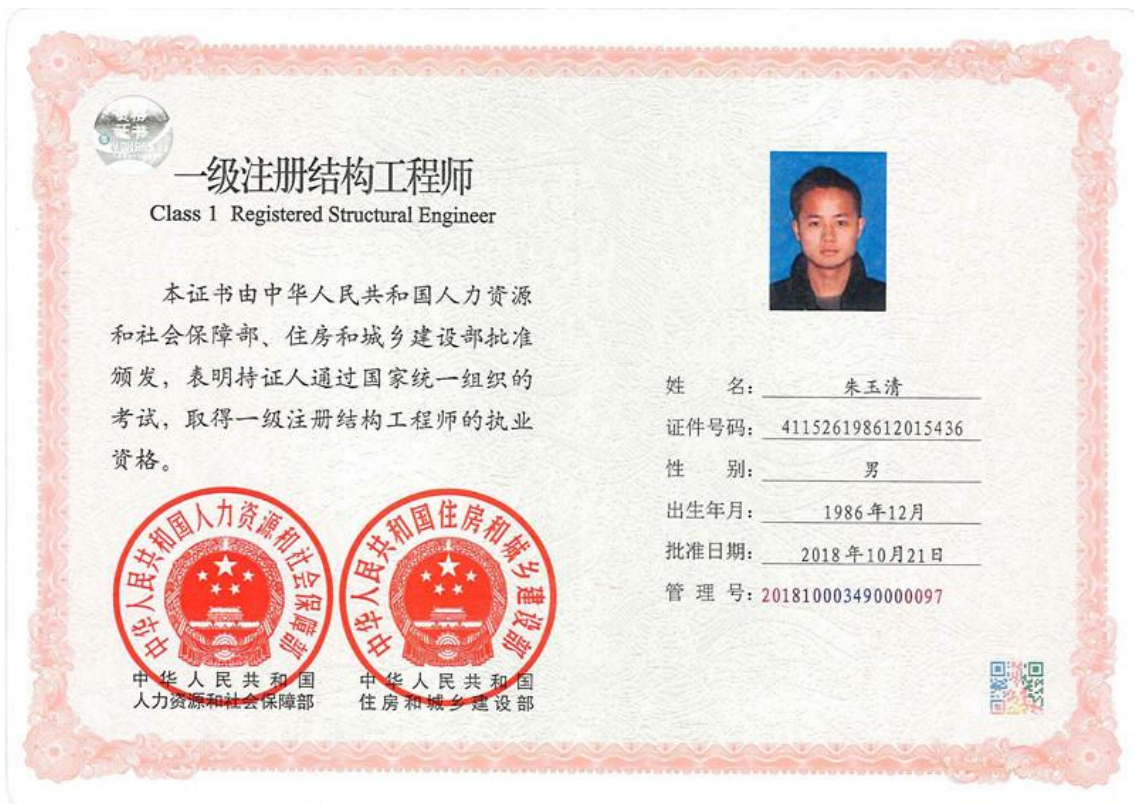 资格
证书
一级注册结构工程师
Class 1 Registered Structural Engineer
本证书由中华人民共和国人力资源
和社会保障部、住房和城乡建设部批准
颁发，表明持证人通过国家统一组织的
考试，取得一级注册结构工程师的执业
资格。
中华人民共和国人力资源和社会保障部
中华人民共和国住房和城乡建设部
中华人民共和国
人力资源和社会保障部
中华人民共和国
住房和城乡建设部
姓 名：朱玉清
证件号码：411526198612015436
性 别：男
出生年月：1986年12月
批准日期：2018年10月21日
管 理 号：201810003490000097